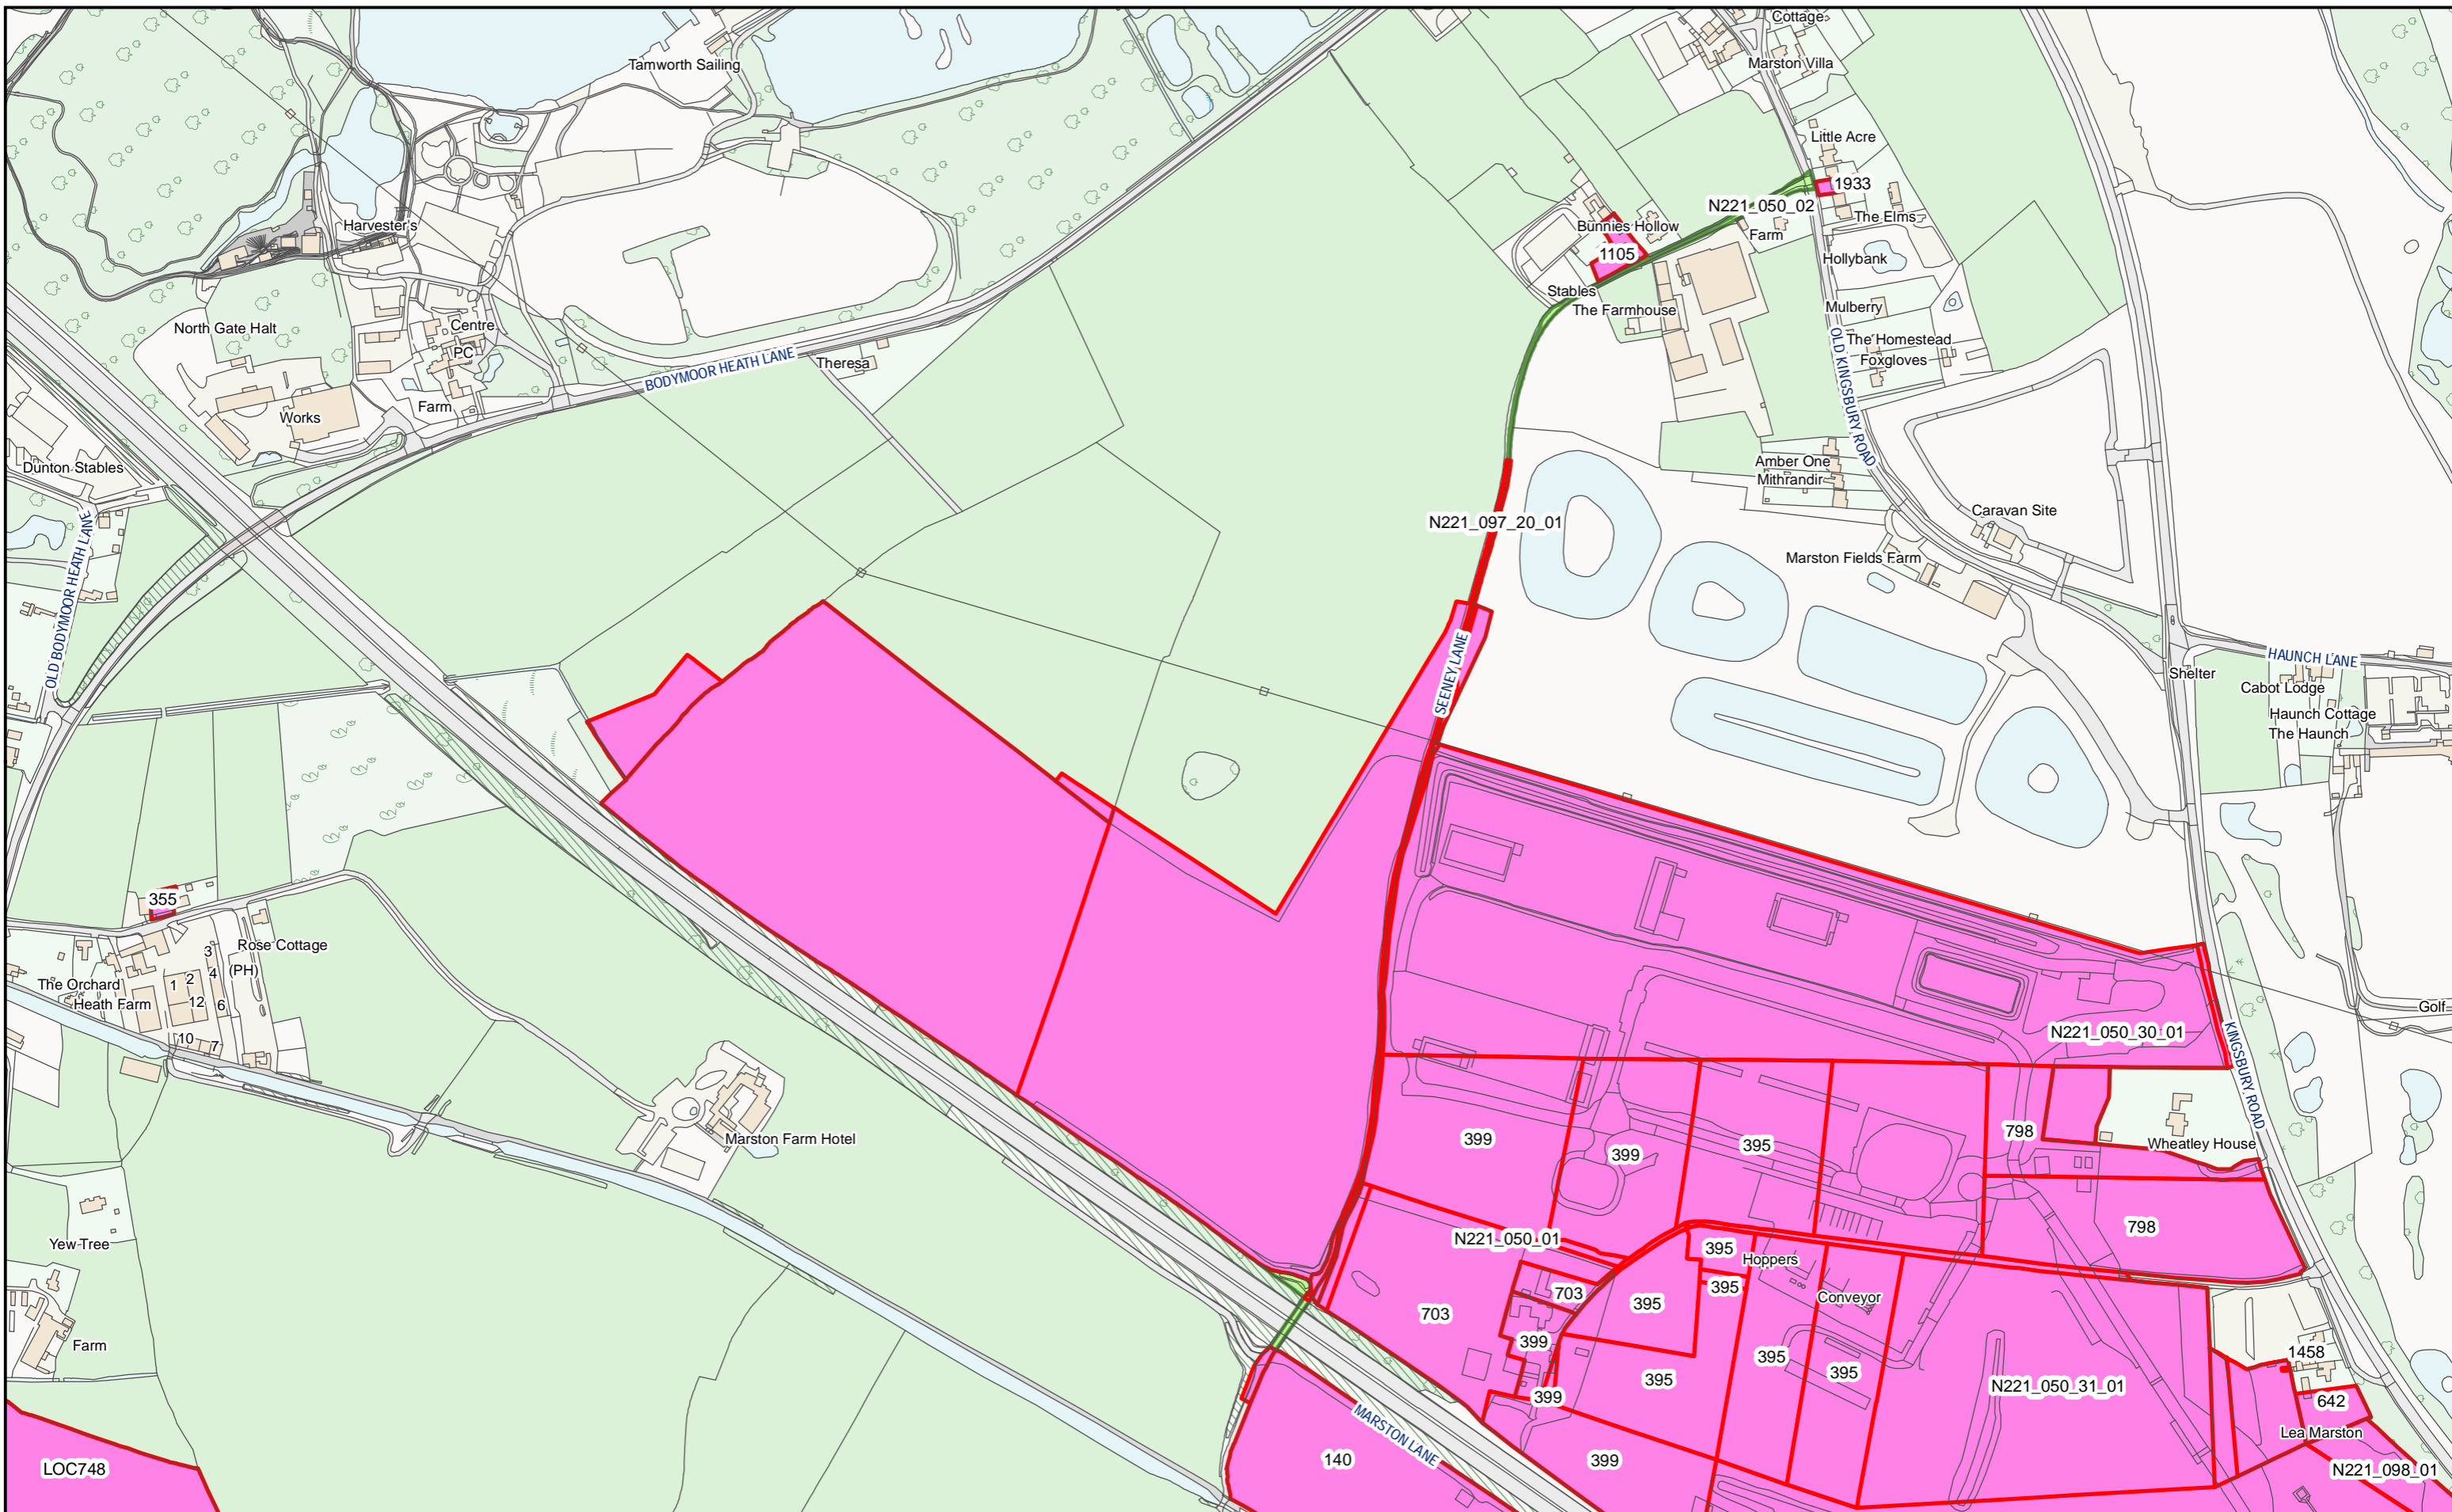 Cottage
Tamworth Sailing
Marston Villa
Little Acre
1933
N221_050_02
The Elms
Harvester's
Bunnies Hollow
Farm
1105
Hollybank
Stables
The Farmhouse
Mulberry
North Gate Halt
Centre
PC
Theresa
BODYMOOR HEATH LANE
OLD KINGSBURY ROAD
The Homestead
Foxgloves
Farm
Works
Dunton Stables
Amber One
Mithrandir
N221_097_20_01
Caravan Site
Marston Fields Farm
OLD BODYMOOR HEATH LANE
SEENEY LANE
HAUNCH LANE
Shelter
Cabot Lodge
Haunch Cottage
The Haunch
355
Rose Cottage
3
(PH)
4
2
1
The Orchard
Heath Farm
12
6
10
7
Golf
N221_050_30_01
KINGSBURY ROAD
Marston Farm Hotel
399
399
395
798
Wheatley House
798
Yew Tree
N221_050_01
395
Hoppers
395
703
395
Conveyor
703
399
Farm
1458
395
395
395
N221_050_31_01
399
642
MARSTON LANE
Lea Marston
140
399
LOC748
N221_098_01